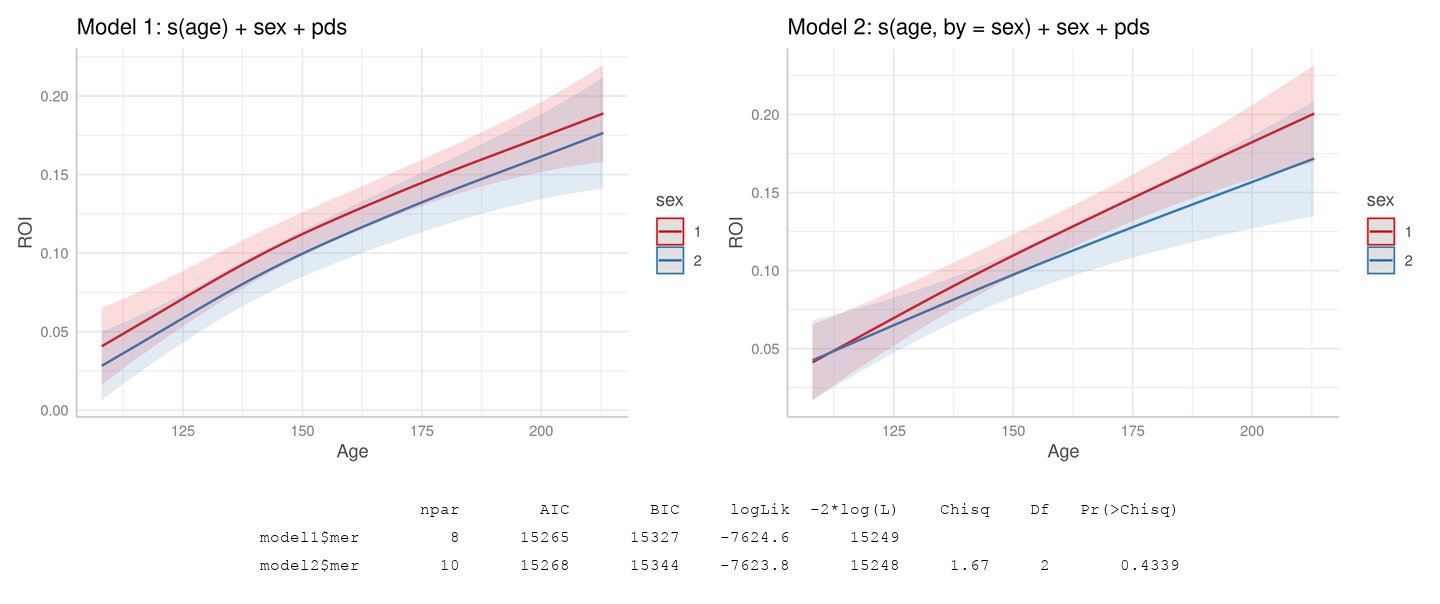 Model 1: s(age) + sex + pds
0.20
0.15
0.10
0.05
0.00
ROI
125 150 175 200
Age
sex
1
2
Model 2: s(age, by = sex) + sex + pds
0.20
0.15
0.10
0.05
ROI
125 150 175 200
Age
sex
1
2
npar AIC BIC logLik -2*log(L) Chisq Df Pr(>Chisq)
model1$mer 8 15265 15327 -7624.6 15249
model2$mer 10 15268 15344 -7623.8 15248 1.67 2 0.4339